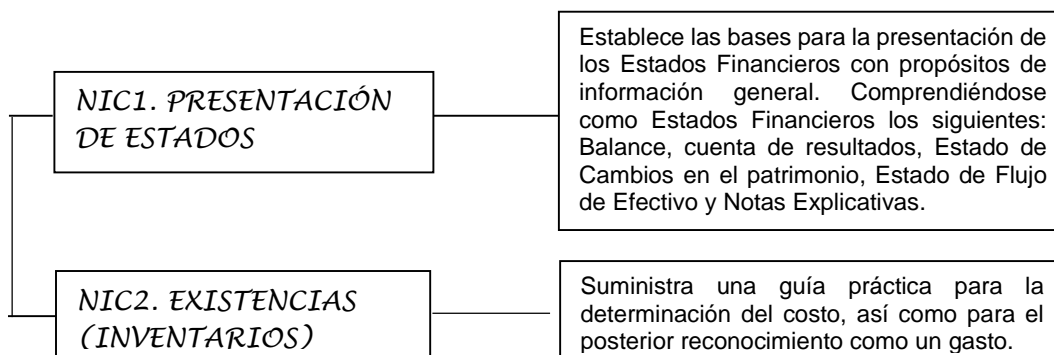 NIC1. PRESENTACIÓN
DE ESTADOS
Establece las bases para la presentación de
los Estados Financieros con propósitos de
información general. Comprendiéndose
como Estados Financieros los siguientes:
Balance, cuenta de resultados, Estado de
Cambios en el patrimonio, Estado de Flujo
de Efectivo y Notas Explicativas.
NIC2. EXISTENCIAS
(INVENTARIOS)
Suministra una guía práctica para la
determinación del costo, así como para el
posterior reconocimiento como un gasto.